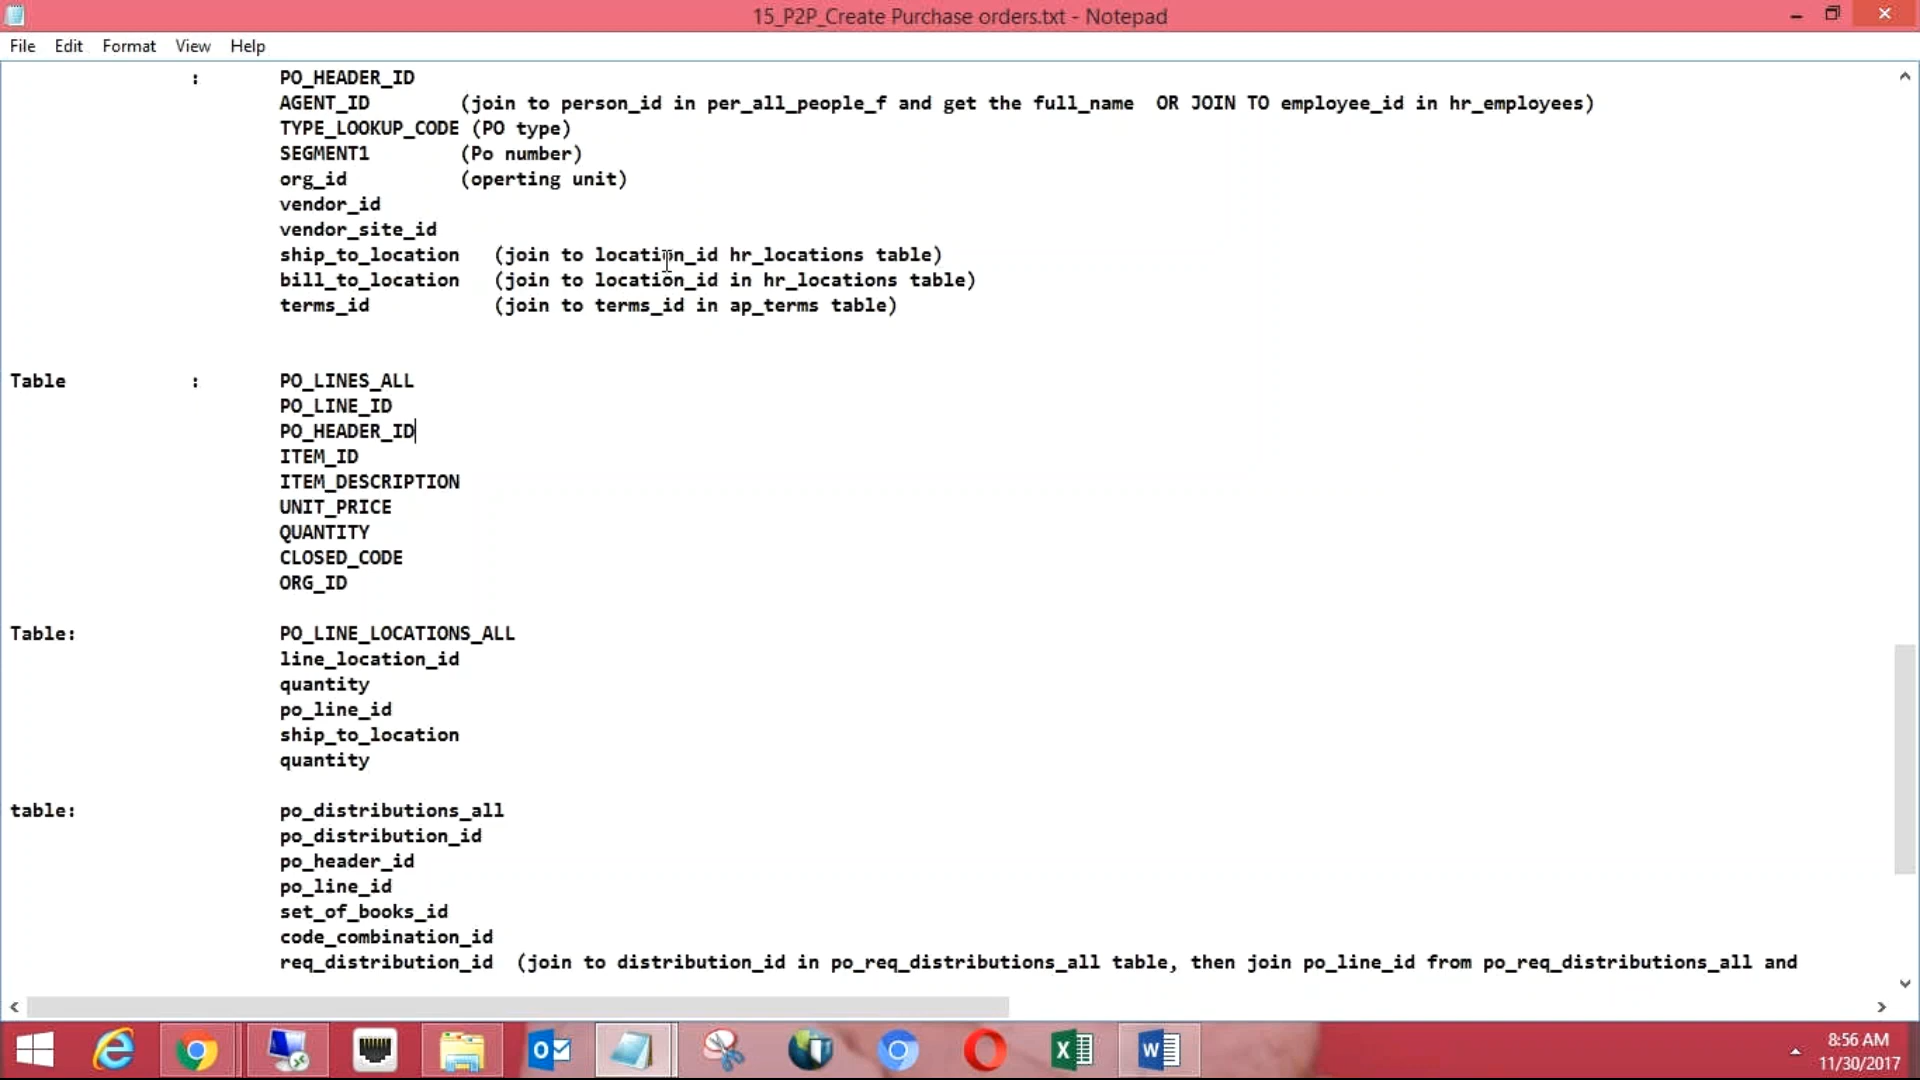 15_P2P_Create Purchase orders.txt - Notepad
File Edit Format View Help
: PO_HEADER_ID
AGENT_ID (join to person_id in per_all_people_f and get the full_name OR JOIN TO employee_id in hr_employees)
TYPE_LOOKUP_CODE (PO type)
SEGMENT1 (Po number)
org_id (operting unit)
vendor_id
vendor_site_id
ship_to_location (join to location_id hr_locations table)
bill_to_location (join to location_id in hr_locations table)
terms_id (join to terms_id in ap_terms table)
Table : PO_LINES_ALL
PO_LINE_ID
PO_HEADER_ID
ITEM_ID
ITEM_DESCRIPTION
UNIT_PRICE
QUANTITY
CLOSED_CODE
ORG_ID
Table: PO_LINE_LOCATIONS_ALL
line_location_id
quantity
po_line_id
ship_to_location
quantity
table: po_distributions_all
po_distribution_id
po_header_id
po_line_id
set_of_books_id
code_combination_id
req_distribution_id (join to distribution_id in po_req_distributions_all table, then join po_line_id from po_req_distributions_all and
8:56 AM
11/30/2017